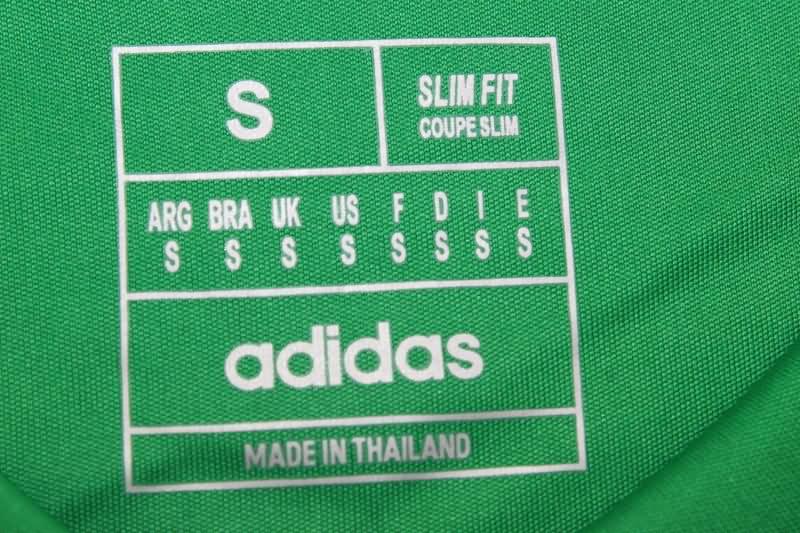 S
SLIM FIT
COUPE SLIM
ARG BRA UK US F D I E
S S S S S S S S
adidas
MADE IN THAILAND